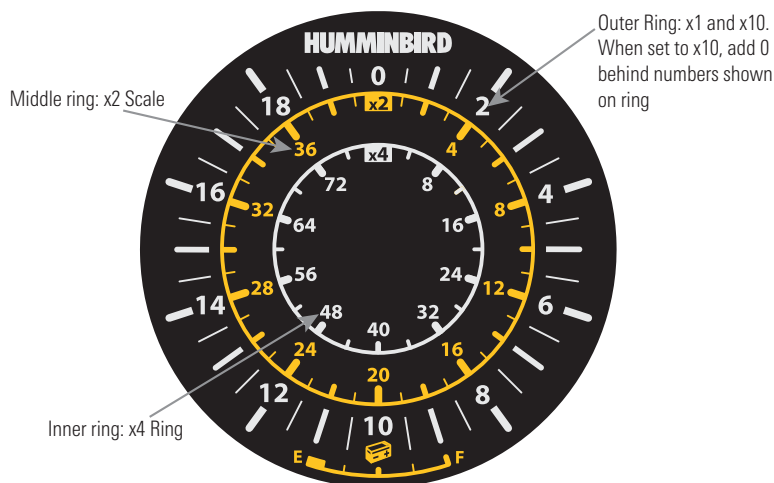 HUMMINBIRD
Outer Ring: x1 and x10.
When set to x10, add 0
behind numbers shown
on ring
Middle ring: x2 Scale
Inner ring: x4 Ring
0
2
4
6
8
10
12
14
16
18
x2
4
8
12
16
20
24
28
32
36
x4
8
16
24
32
40
48
56
64
72
E
F